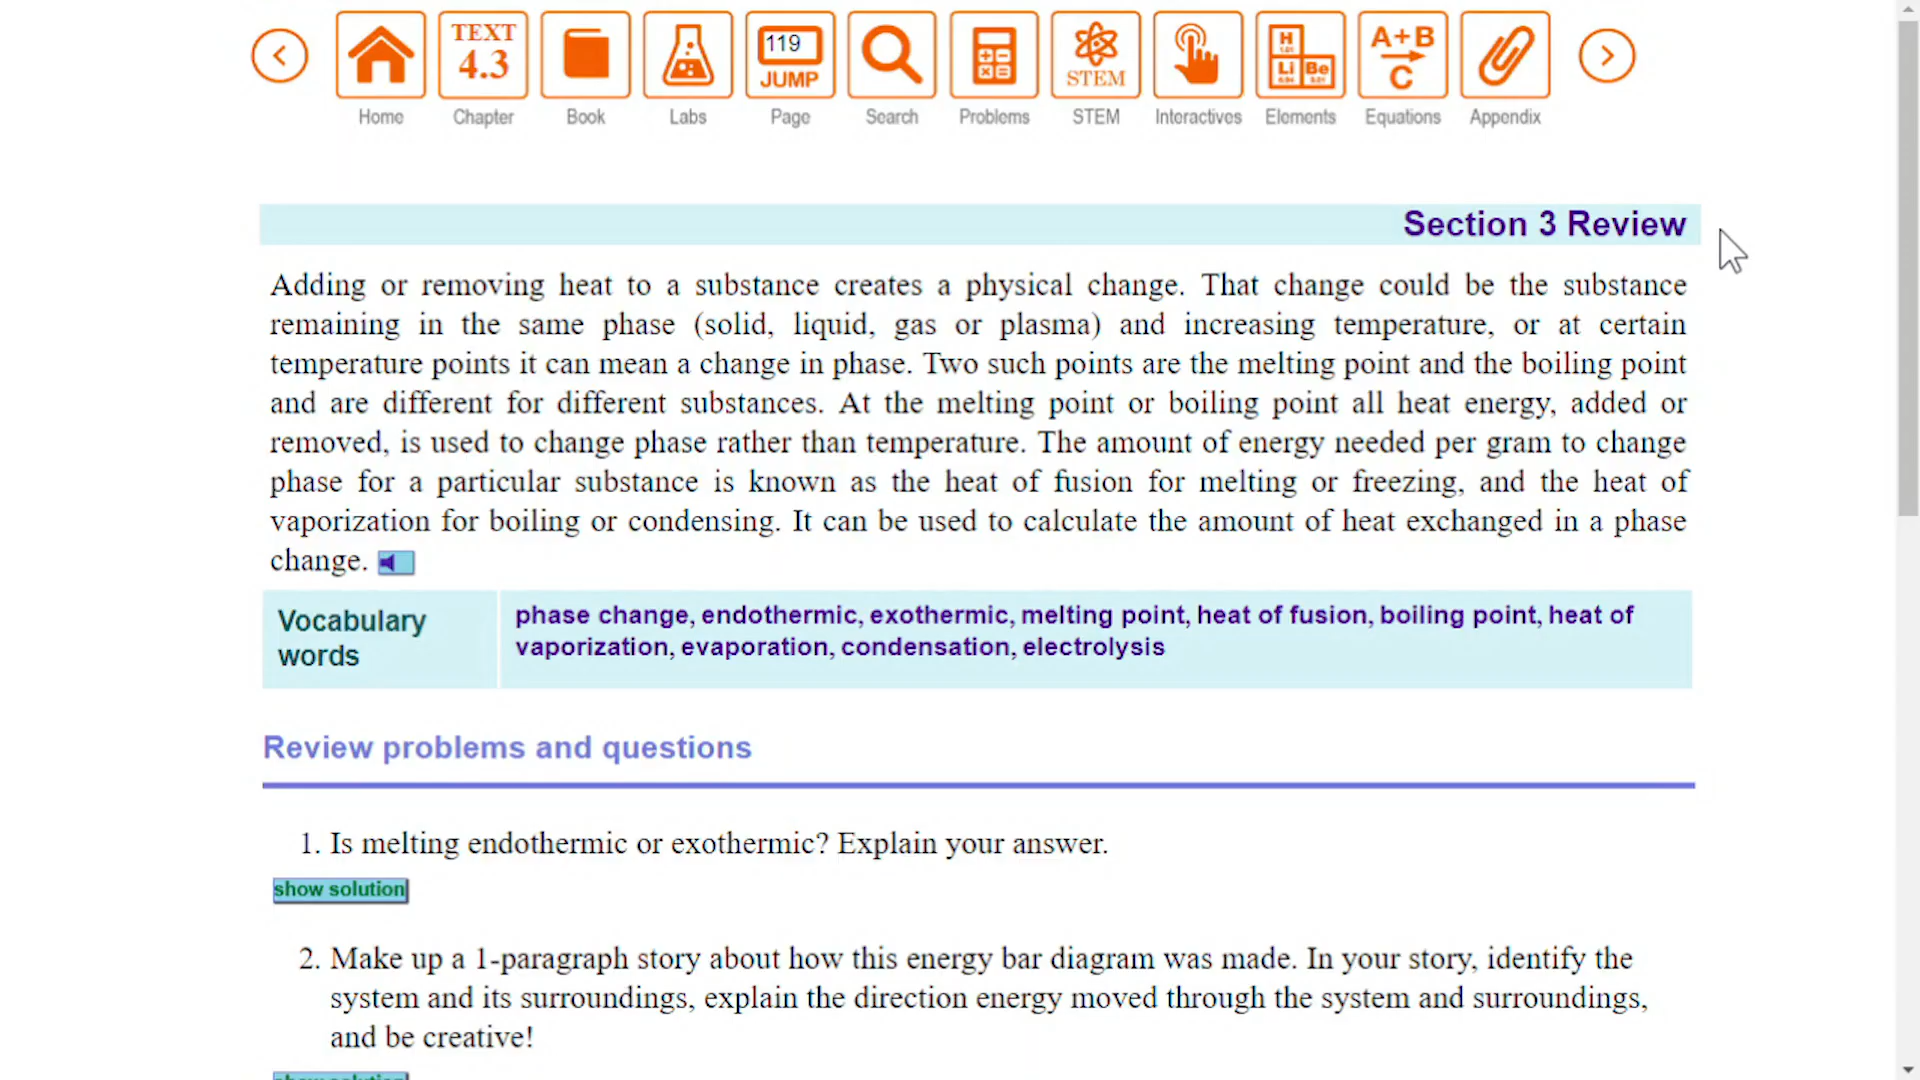 TEXT
4.3
119
JUMP
STEM
H
Li Be
A+B
C
Home Chapter Book Labs Page Search Problems STEM Interactives Elements Equations Appendix
Section 3 Review
Adding or removing heat to a substance creates a physical change. That change could be the substance
remaining in the same phase (solid, liquid, gas or plasma) and increasing temperature, or at certain
temperature points it can mean a change in phase. Two such points are the melting point and the boiling point
and are different for different substances. At the melting point or boiling point all heat energy, added or
removed, is used to change phase rather than temperature. The amount of energy needed per gram to change
phase for a particular substance is known as the heat of fusion for melting or freezing, and the heat of
vaporization for boiling or condensing. It can be used to calculate the amount of heat exchanged in a phase
change.
Vocabulary
words
phase change, endothermic, exothermic, melting point, heat of fusion, boiling point, heat of
vaporization, evaporation, condensation, electrolysis
Review problems and questions
1. Is melting endothermic or exothermic? Explain your answer.
show solution
2. Make up a 1-paragraph story about how this energy bar diagram was made. In your story, identify the
system and its surroundings, explain the direction energy moved through the system and surroundings,
and be creative!